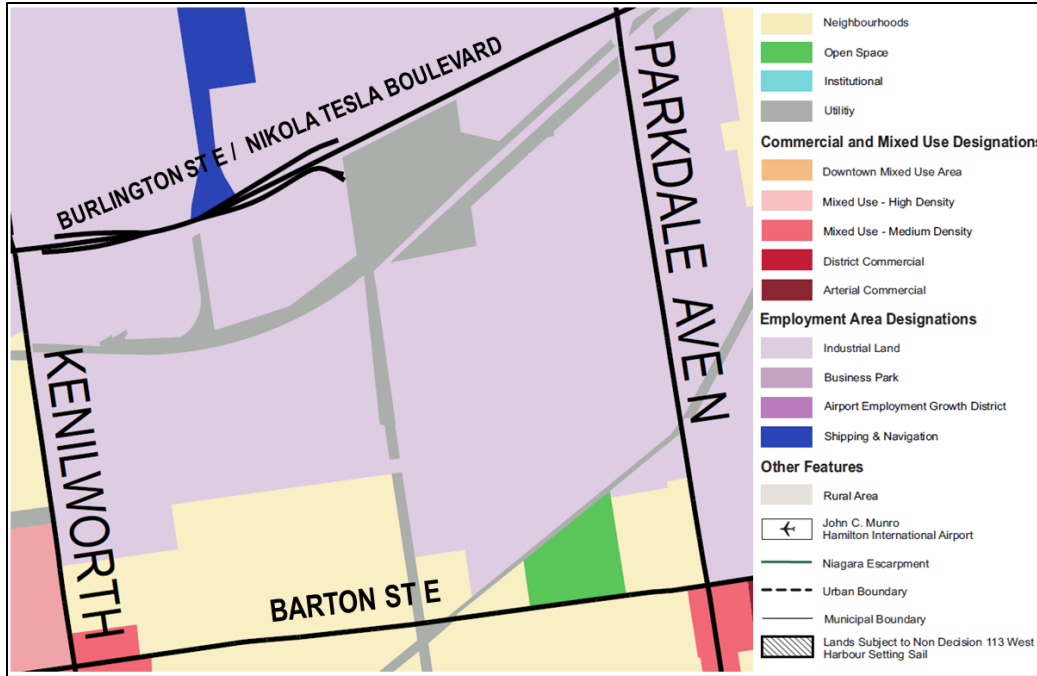 BURLINGTON ST E / NIKOLA TESLA BOULEVARD
PARKDALE AVE N
KENILWORTH
BARTON ST E
Neighbourhoods
Open Space
Institutional
Utilitiy
Commercial and Mixed Use Designations
Downtown Mixed Use Area
Mixed Use - High Density
Mixed Use - Medium Density
District Commercial
Arterial Commercial
Employment Area Designations
Industrial Land
Business Park
Airport Employment Growth District
Shipping & Navigation
Other Features
Rural Area
John C. Munro
Hamilton International Airport
Niagara Escarpment
Urban Boundary
Municipal Boundary
Lands Subject to Non Decision 113 West
Harbour Setting Sail